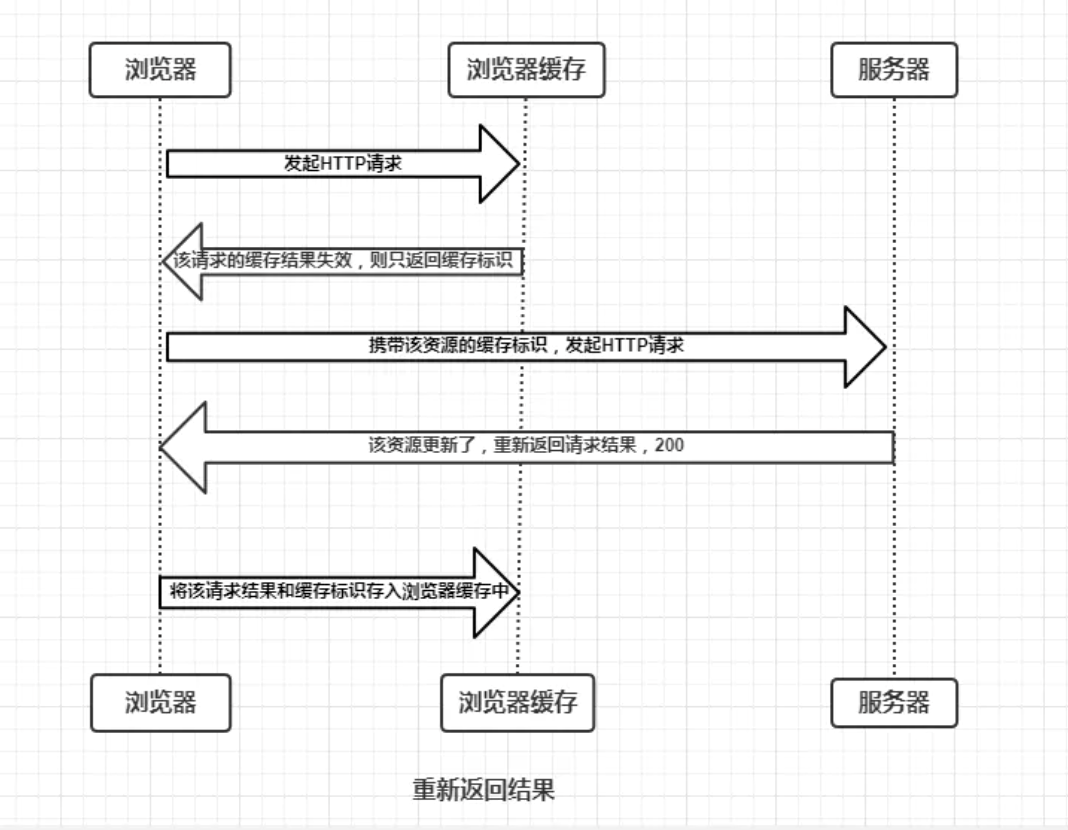 浏览器
浏览器缓存
服务器
发起HTTP请求
该请求的缓存结果失效，则只返回缓存标识
携带该资源的缓存标识，发起HTTP请求
该资源更新了，重新返回请求结果，200
将该请求结果和缓存标识存入浏览器缓存中
浏览器
浏览器缓存
服务器
重新返回结果